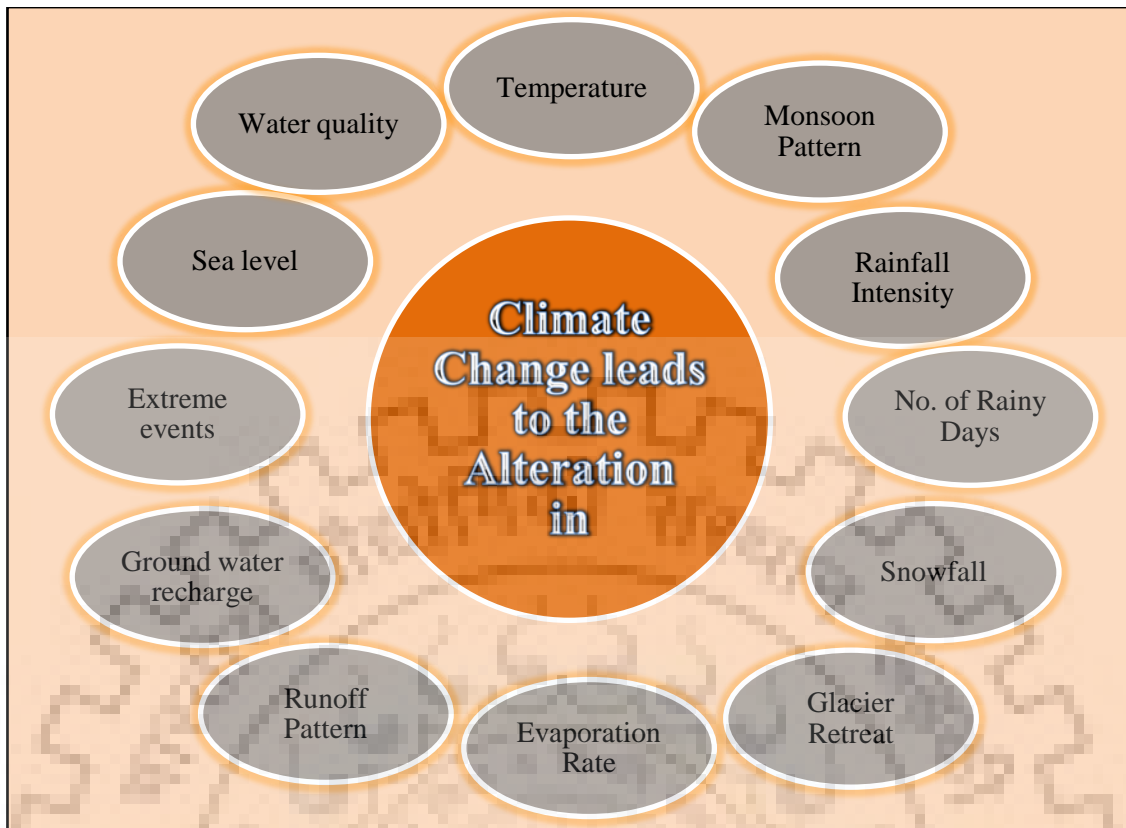 Climate
Change leads
to the
Alteration
in
Temperature
Monsoon
Pattern
Rainfall
Intensity
No. of Rainy
Days
Snowfall
Glacier
Retreat
Evaporation
Rate
Runoff
Pattern
Ground water
recharge
Extreme
events
Sea level
Water quality